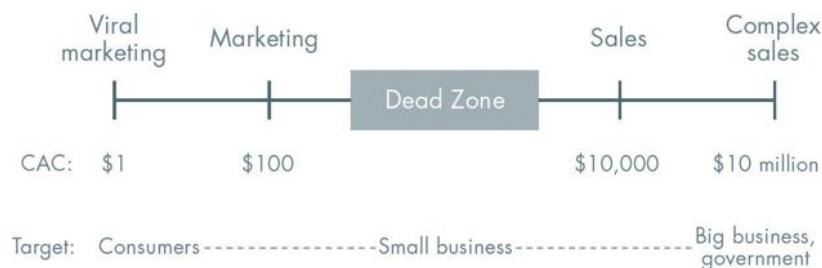 Viral marketing
Marketing
Sales
Complex sales
Dead Zone
CAC: $1 $100 $10,000 $10 million
Target: Consumers Small business Big business, government